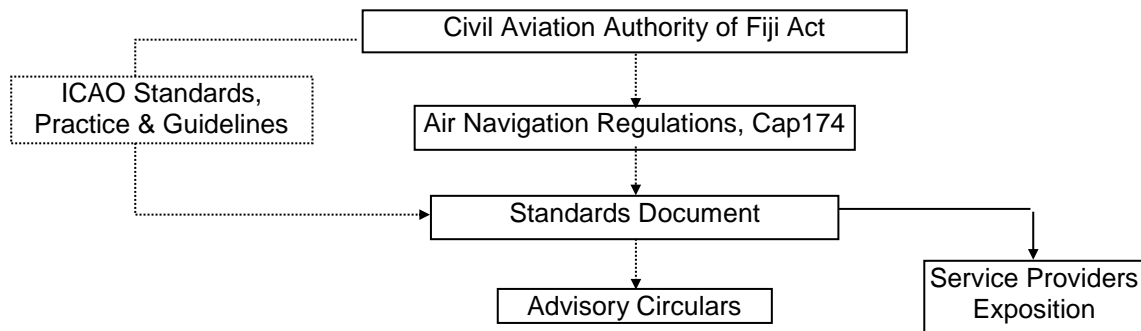 Civil Aviation Authority of Fiji Act
ICAO Standards,
Practice & Guidelines
Air Navigation Regulations, Cap174
Standards Document
Service Providers
Exposition
Advisory Circulars